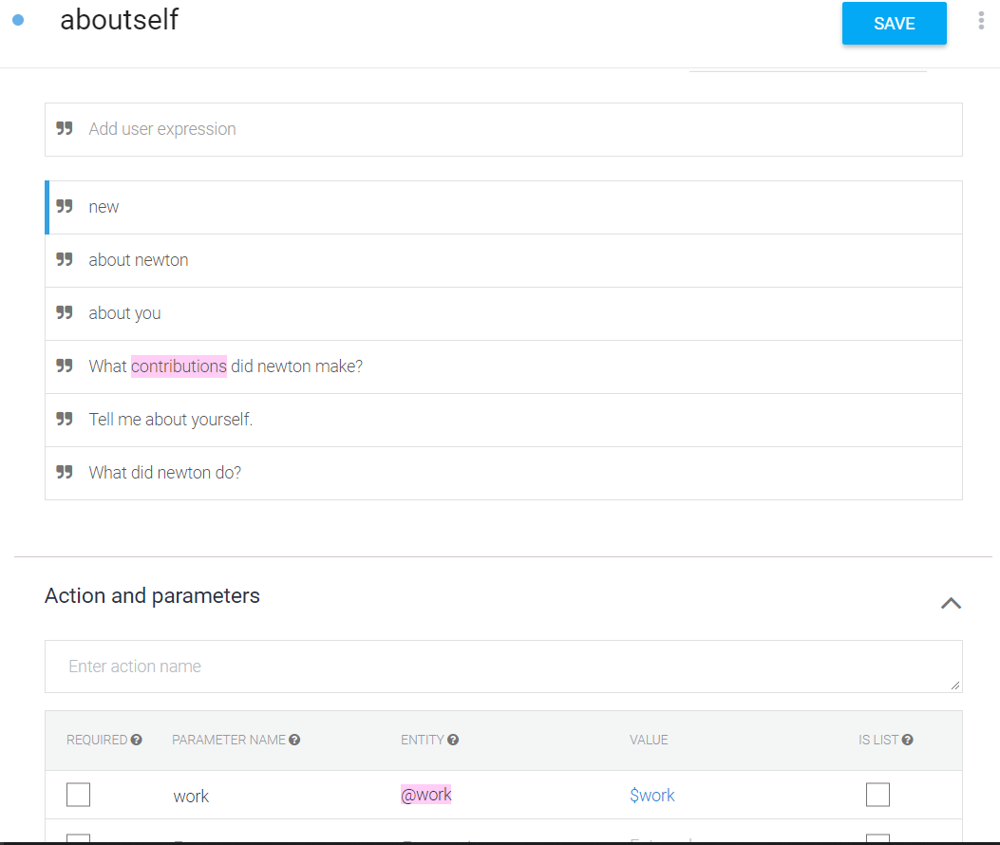 aboutself
SAVE
Add user expression
new
about newton
about you
What contributions did newton make?
Tell me about yourself.
What did newton do?
Action and parameters
Enter action name
REQUIRED PARAMETER NAME ENTITY VALUE IS LIST
work @work $work